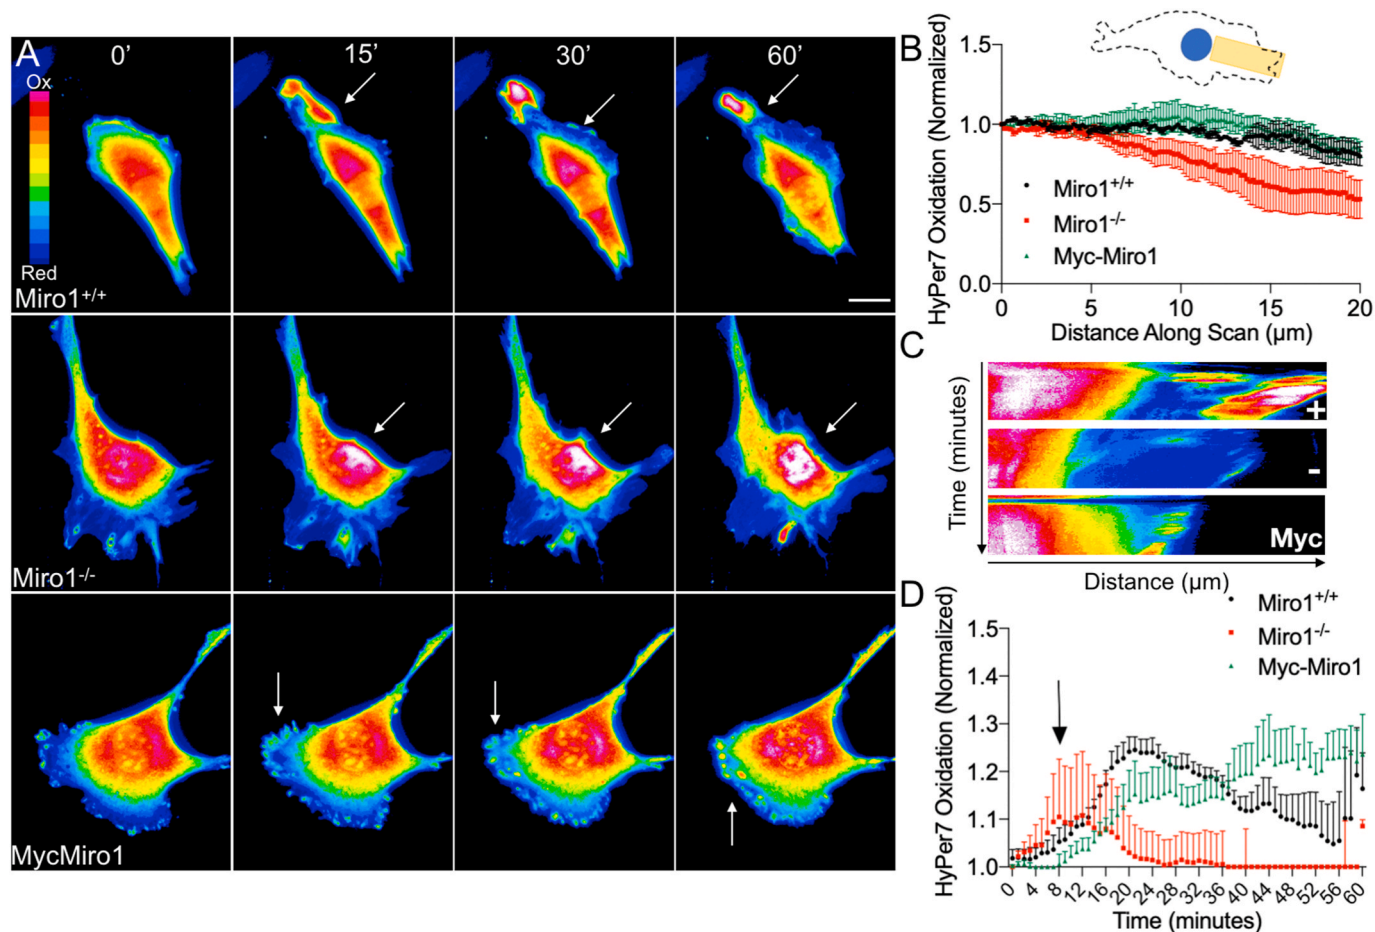 A
0’
15’
30’
60’
Ox
Red
Miro1+/+
Miro1-/-
MycMiro1
B
HyPer7 Oxidation (Normalized)
1.5
1.0
0.5
0.0
Miro1+/+
Miro1-/-
Myc-Miro1
0 5 10 15 20
Distance Along Scan (µm)
C
Time (minutes)
+
-
Myc
Distance (µm)
D
Miro1+/+
Miro1-/-
Myc-Miro1
HyPer7 Oxidation (Normalized)
1.5
1.4
1.3
1.2
1.1
1.0
0 4 8 12 16 20 24 28 32 36 40 44 48 52 56 60
Time (minutes)